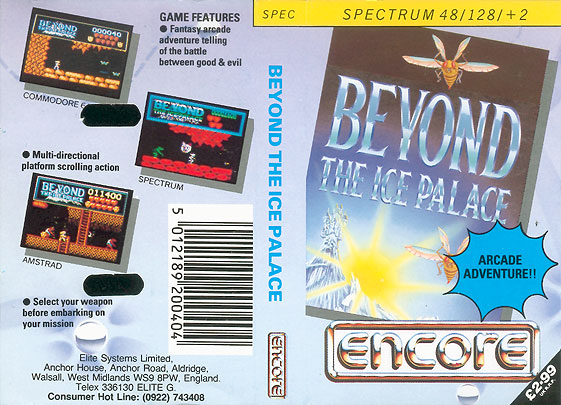 GAME FEATURES
● Fantasy arcade
adventure telling
of the battle
between good & evil
BEYOND
000040
COMMODORE 6
● Multi-directional
platform scrolling action
BEYOND
SPECTRUM
BEYOND
011400
AMSTRAD
● Select your weapon
before embarking on
your mission
5 012189 200404
Elite Systems Limited,
Anchor House, Anchor Road, Aldridge,
Walsall, West Midlands WS9 8PW, England.
Telex 336130 ELITE G.
Consumer Hot Line: (0922) 743408
SPEC
BEYOND THE ICE PALACE
ENCORE
SPECTRUM 48/128/+2
BEYOND
THE ICE PALACE
ARCADE
ADVENTURE!!
ENCORE
£2.99